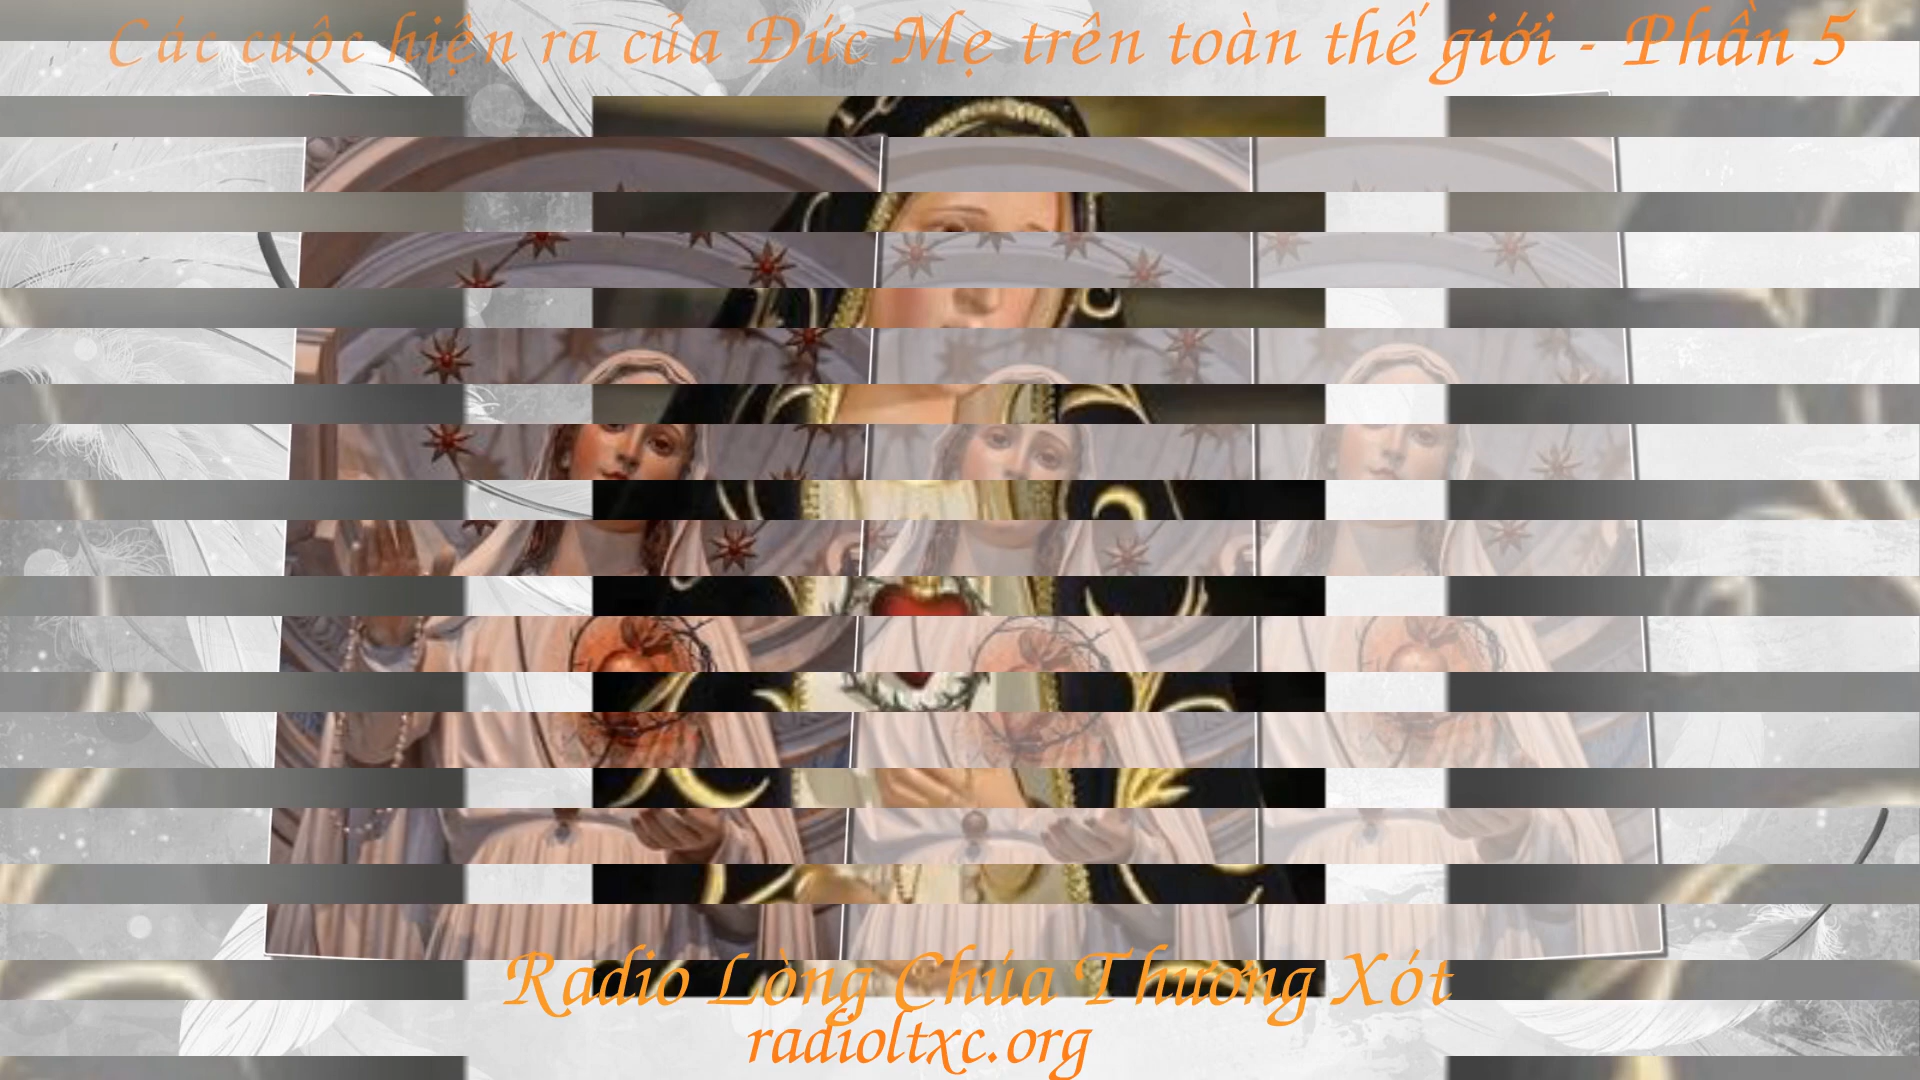 Các cuộc hiện ra của Đức Mẹ trên toàn thế giới - Phần 5
Radio Lòng Chúa Thương Xót
radioltxc.org